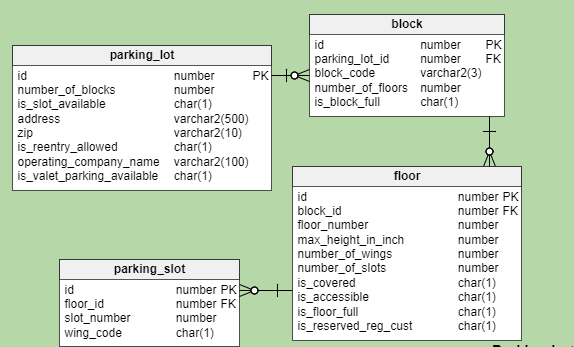 block
id number PK
parking_lot_id number FK
block_code varchar2(3)
number_of_floors number
is_block_full char(1)
parking_lot
id number PK
number_of_blocks number
is_slot_available char(1)
address varchar2(500)
zip varchar2(10)
is_reentry_allowed char(1)
operating_company_name varchar2(100)
is_valet_parking_available char(1)
floor
id number PK
block_id number FK
floor_number number
max_height_in_inch number
number_of_wings number
number_of_slots number
is_covered char(1)
is_accessible char(1)
is_floor_full char(1)
is_reserved_reg_cust char(1)
parking_slot
id number PK
floor_id number FK
slot_number number
wing_code char(1)